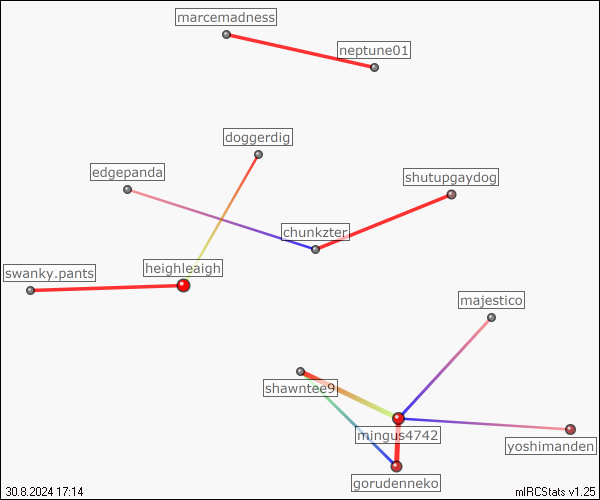 marcemadness
neptune01
doggerdig
edgepanda
shutupgaydog
chunkzter
heighleaigh
swanky.pants
majestico
shawntee9
mingus4742
yoshimanden
gorudenneko
30.8.2024 17:14
mIRCStats v1.25